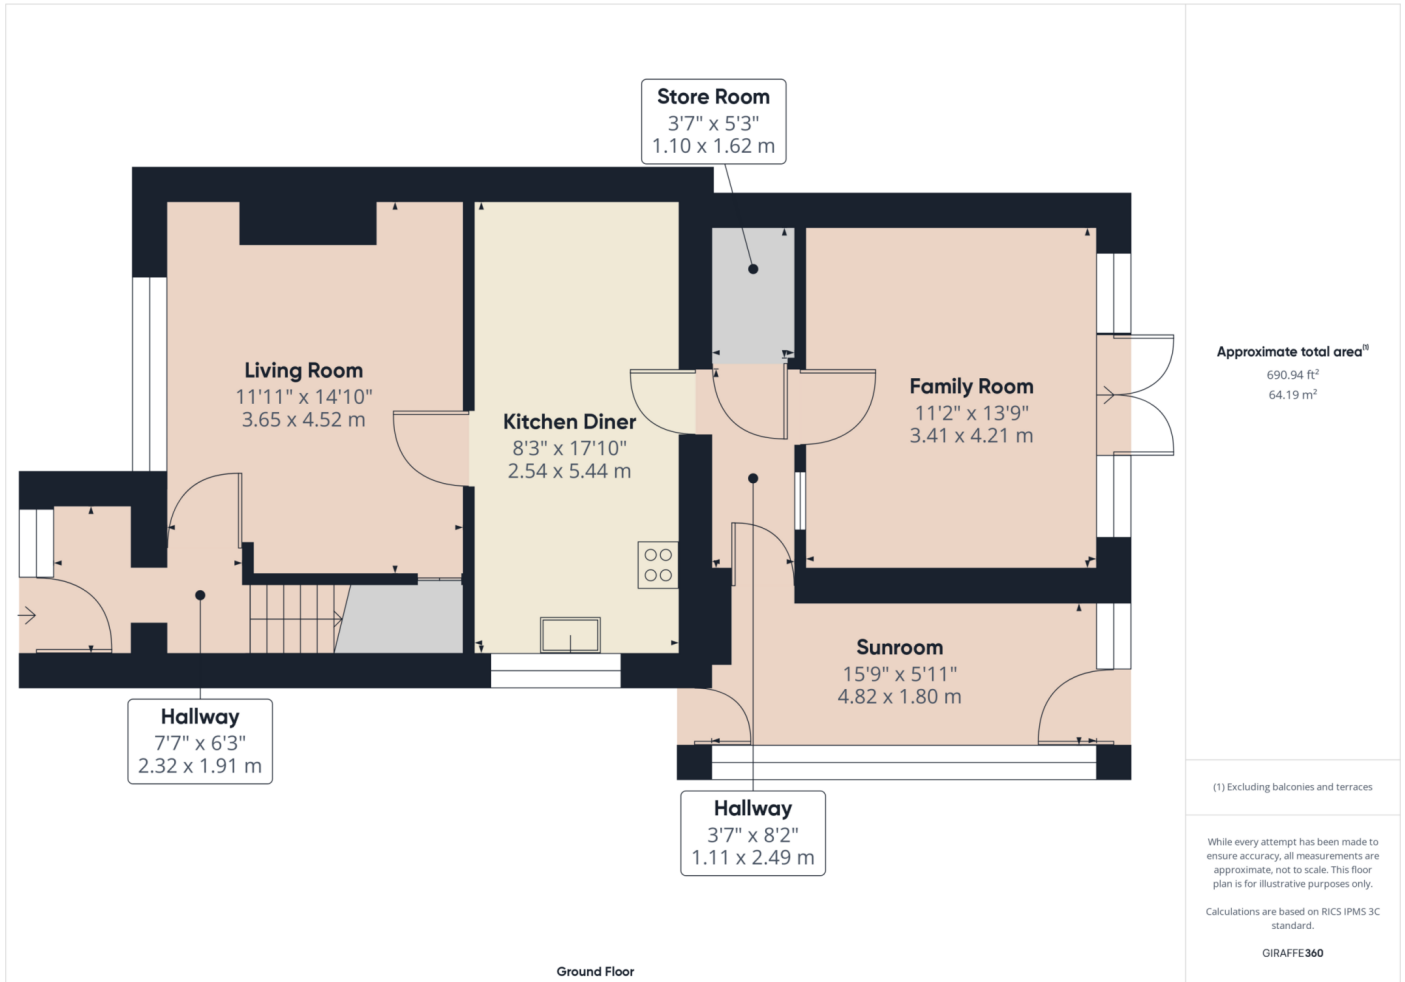 Store Room
3'7" x 5'3"
1.10 x 1.62 m
Living Room
11'11" x 14'10"
3.65 x 4.52 m
Kitchen Diner
8'3" x 17'10"
2.54 x 5.44 m
Family Room
11'2" x 13'9"
3.41 x 4.21 m
Sunroom
15'9" x 5'11"
4.82 x 1.80 m
Hallway
7'7" x 6'3"
2.32 x 1.91 m
Hallway
3'7" x 8'2"
1.11 x 2.49 m
Ground Floor
Approximate total area(1)
690.94 ft²
64.19 m²
(1) Excluding balconies and terraces
While every attempt has been made to
ensure accuracy, all measurements are
approximate, not to scale. This floor
plan is for illustrative purposes only.
Calculations are based on RICS IPMS 3C
standard.
GIRAFFE360